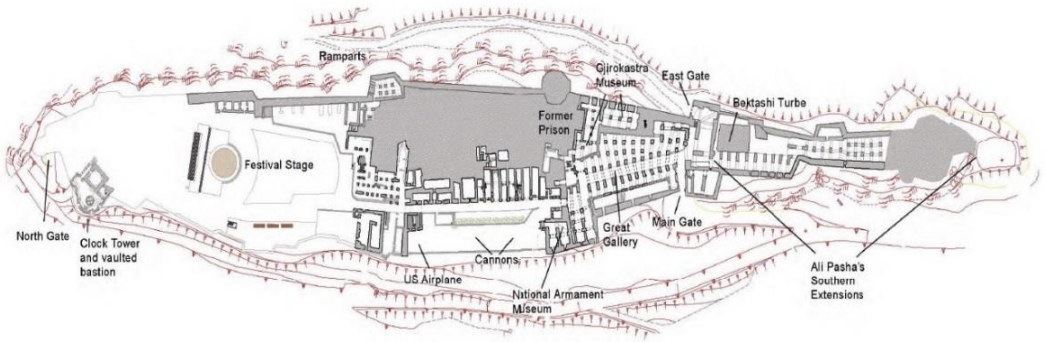 Ramparts
Gjirokastra
Museum
East Gate
Bektashi Turbe
Former
Prison
Festival Stage
North Gate
Clock Tower
and vaulted
bastion
US Airplane
Cannons
National Armament
Museum
Great
Gallery
Main Gate
Ali Pasha's
Southern
Extensions